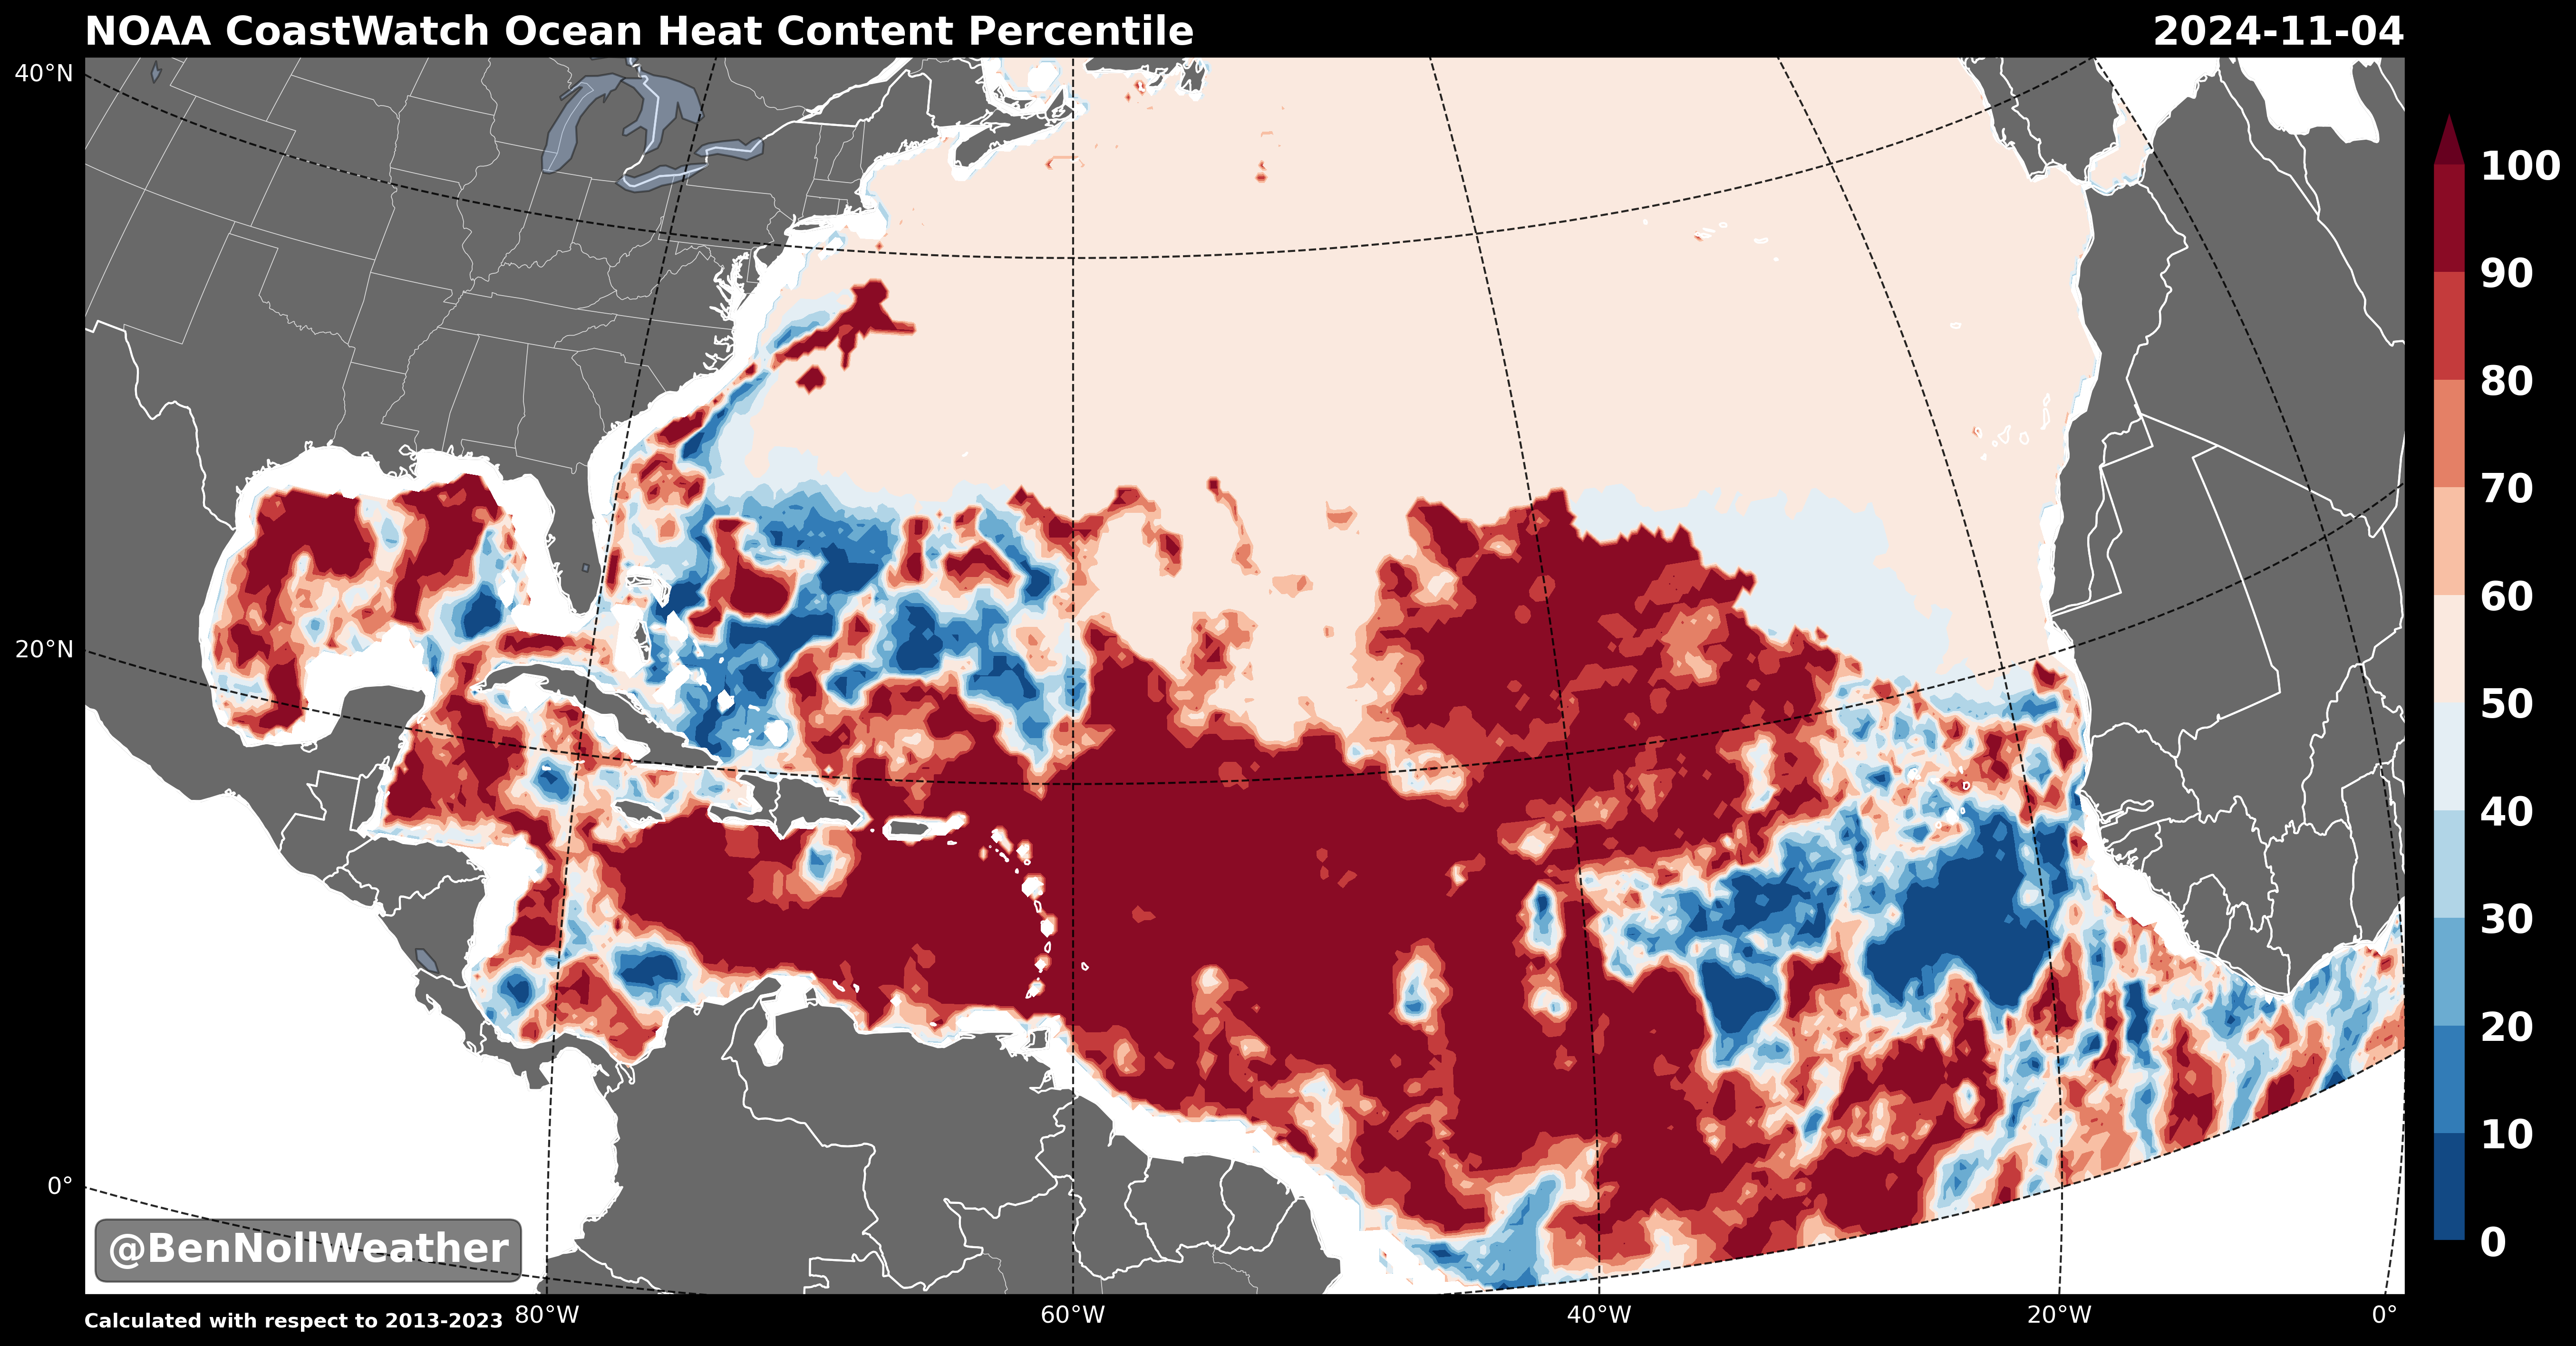 NOAA CoastWatch Ocean Heat Content Percentile
2024-11-04
40°N
20°N
0°
100
90
80
70
60
50
40
30
20
10
0
@BenNollWeather
Calculated with respect to 2013-2023
80°W
60°W
40°W
20°W
0°